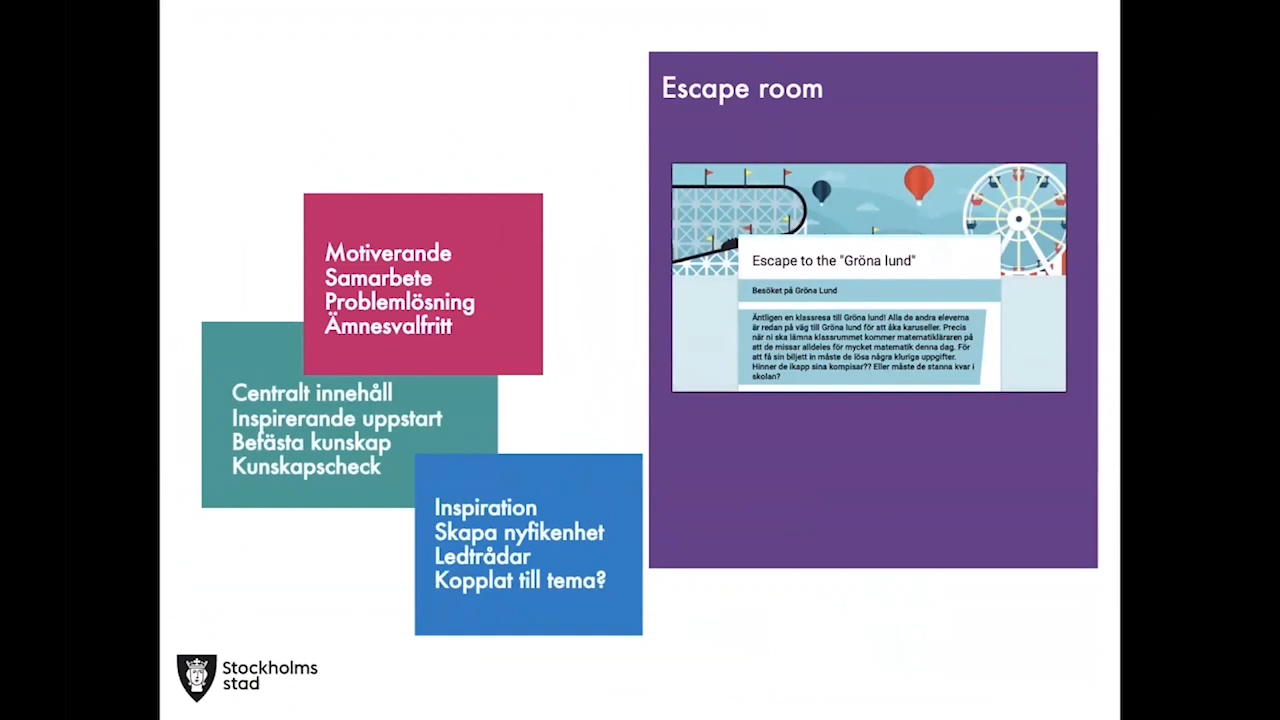 Escape room
Motiverande
Samarbete
Problemlösning
Ämnesvalfritt
Centralt innehåll
Inspirerande uppstart
Befästa kunskap
Kunskapscheck
Inspiration
Skapa nyfikenhet
Ledtrådar
Kopplat till tema?
Escape to the "Gröna lund"
Besöket på Gröna Lund
Äntligen en klassresa till Gröna lund! Alla de andra eleverna
är redan på väg till Gröna lund för att åka karuseller. Precis
när ni ska lämna klassrummet kommer matematikläraren på
att de missar alldeles för mycket matematik denna dag. För
att få sin biljett in måste de lösa några kluriga uppgifter.
Hinner de ikapp sina kompisar?? Eller måste de stanna kvar i
skolan?
Stockholms
stad